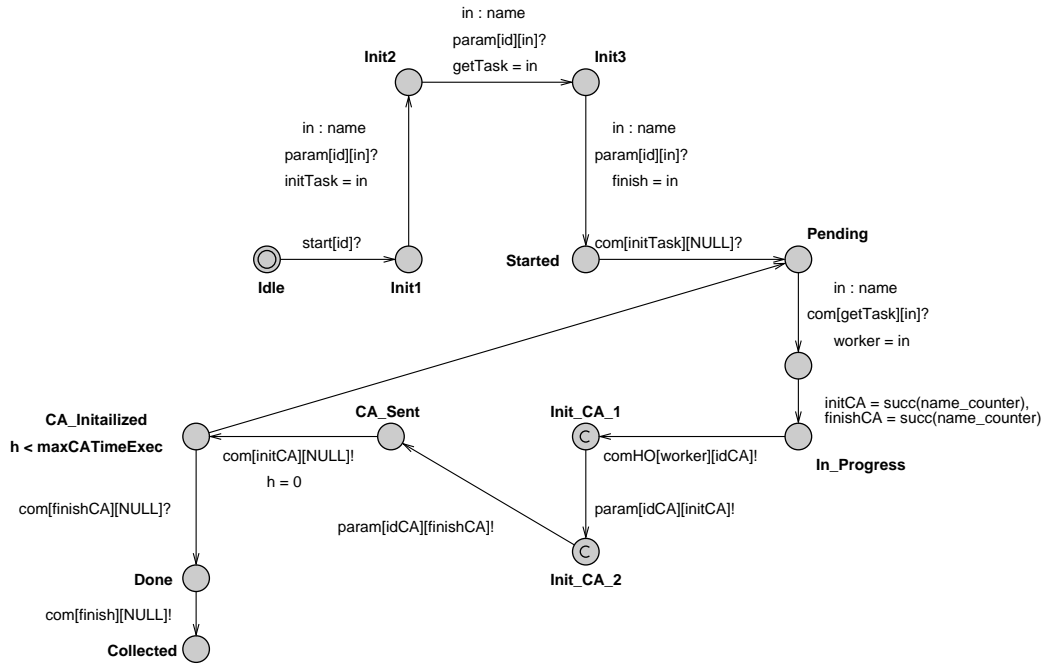 in : name
param[id][in]?
getTask = in
Init2
Init3
in : name
param[id][in]?
initTask = in
in : name
param[id][in]?
finish = in
start[id]?
com[initTask][NULL]?
Pending
Started
Idle
Init1
in : name
com[getTask][in]?
worker = in
initCA = succ(name_counter),
finishCA = succ(name_counter)
CA_Initailized
h < maxCATimeExec
CA_Sent
Init_CA_1
C
In_Progress
com[initCA][NULL]!
h = 0
comHO[worker][idCA]!
com[finishCA][NULL]?
param[idCA][initCA]!
param[idCA][finishCA]!
C
Init_CA_2
Done
com[finish][NULL]!
Collected